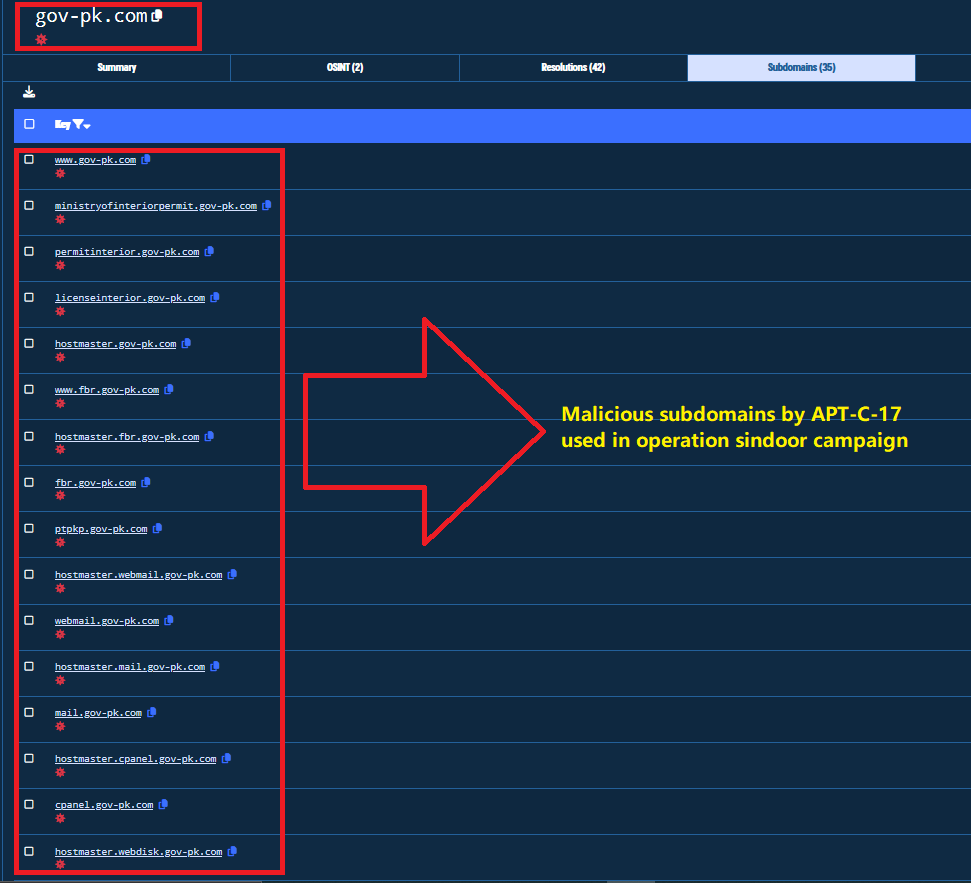 gov-pk.com
Summary
OSINT (2)
Resolutions (42)
Subdomains (35)
Key
www.gov-pk.com
ministryofinteriorpermit.gov-pk.com
permitinterior.gov-pk.com
licenseinterior.gov-pk.com
hostmaster.gov-pk.com
www.fbr.gov-pk.com
hostmaster.fbr.gov-pk.com
fbr.gov-pk.com
ptpkp.gov-pk.com
hostmaster.webmail.gov-pk.com
webmail.gov-pk.com
hostmaster.mail.gov-pk.com
mail.gov-pk.com
hostmaster.cpanel.gov-pk.com
cpanel.gov-pk.com
hostmaster.webdisk.gov-pk.com
Malicious subdomains by APT-C-17
used in operation sindoor campaign